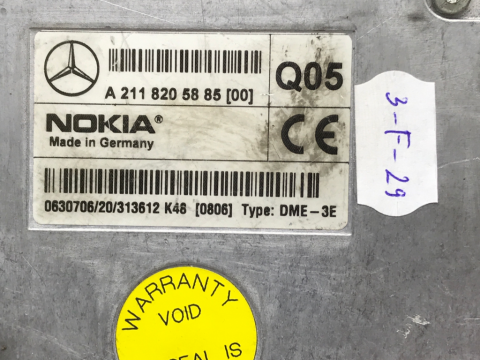 A 211 820 58 85 [00]
Q05
NOKIA®
Made in Germany
CE
0630706/20/313612 K48 [0806] Type: DME-3E
3-F-29
WARRANTY
VOID
SEAL IS